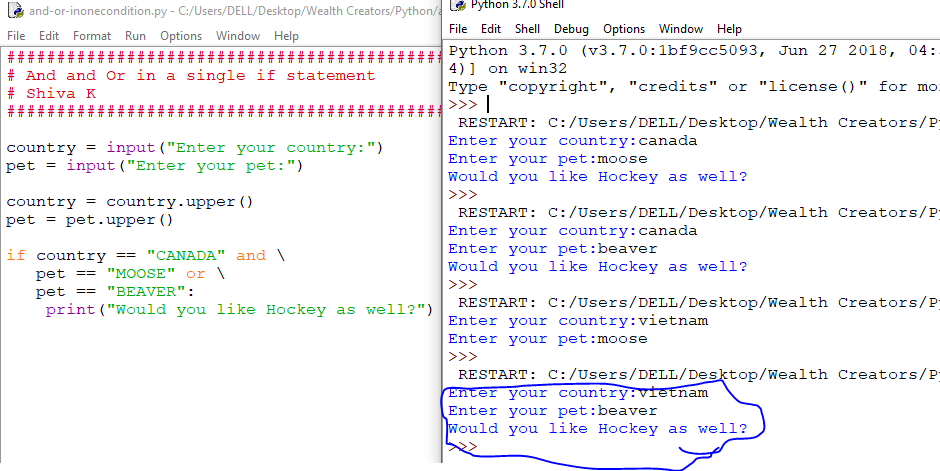 and-or-inonecondition.py - C:/Users/DELL/Desktop/Wealth Creators/Python/a
File Edit Format Run Options Window Help
################################################
# And and Or in a single if statement
# Shiva K
################################################
country = input("Enter your country:")
pet = input("Enter your pet:")
country = country.upper()
pet = pet.upper()
if country == "CANADA" and \
pet == "MOOSE" or \
pet == "BEAVER":
print("Would you like Hockey as well?")
Python 3.7.0 Shell
File Edit Shell Debug Options Window Help
Python 3.7.0 (v3.7.0:1bf9cc5093, Jun 27 2018, 04:
4)] on win32
Type "copyright", "credits" or "license()" for mo
>>>
RESTART: C:/Users/DELL/Desktop/Wealth Creators/Py
Enter your country:canada
Enter your pet:moose
Would you like Hockey as well?
>>>
RESTART: C:/Users/DELL/Desktop/Wealth Creators/Py
Enter your country:canada
Enter your pet:beaver
Would you like Hockey as well?
>>>
RESTART: C:/Users/DELL/Desktop/Wealth Creators/Py
Enter your country:vietnam
Enter your pet:moose
>>>
RESTART: C:/Users/DELL/Desktop/Wealth Creators/Py
Enter your country:vietnam
Enter your pet:beaver
Would you like Hockey as well?
>>>